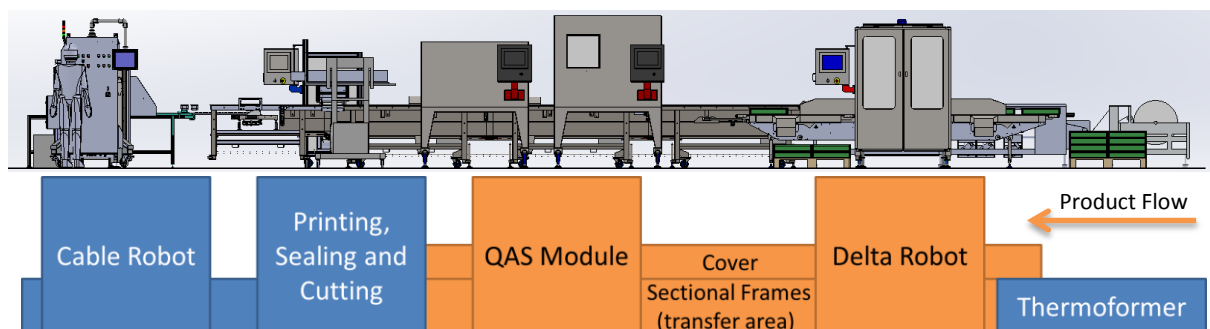 Product Flow
Cable Robot
Printing,
Sealing and
Cutting
QAS Module
Cover
Sectional Frames
(transfer area)
Delta Robot
Thermoformer